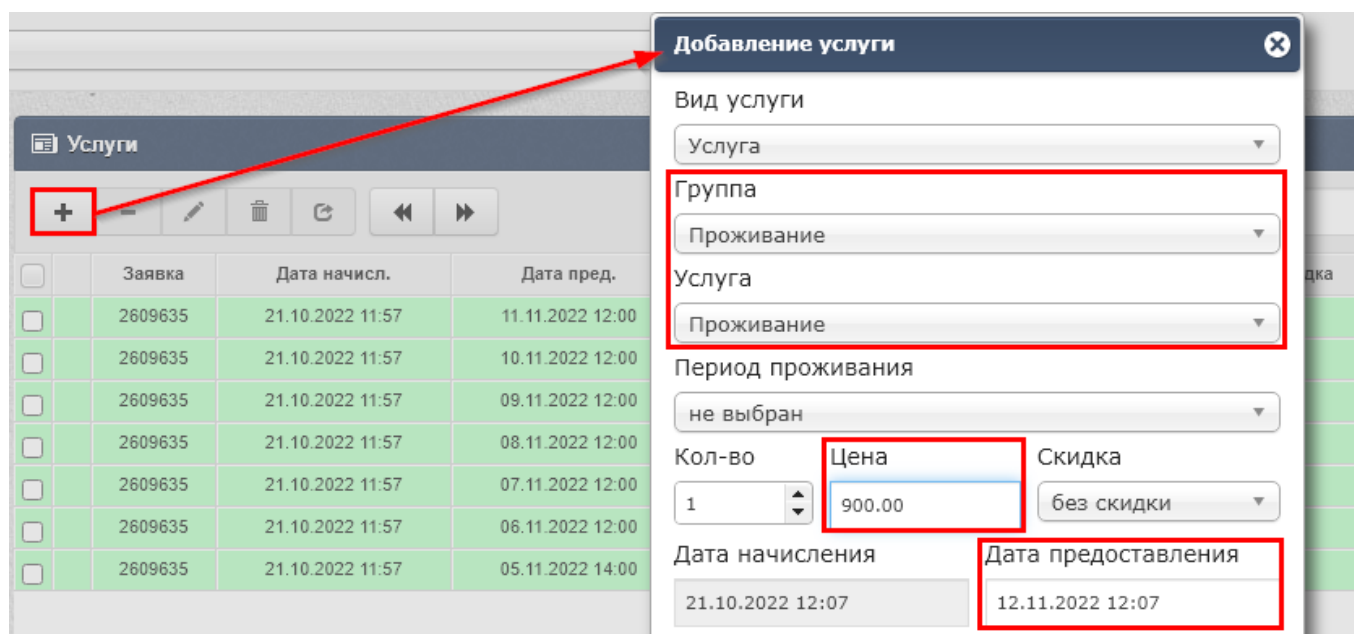 Услуги
Заявка Дата начисл. Дата пред.
2609635 21.10.2022 11:57 11.11.2022 12:00
2609635 21.10.2022 11:57 10.11.2022 12:00
2609635 21.10.2022 11:57 09.11.2022 12:00
2609635 21.10.2022 11:57 08.11.2022 12:00
2609635 21.10.2022 11:57 07.11.2022 12:00
2609635 21.10.2022 11:57 06.11.2022 12:00
2609635 21.10.2022 11:57 05.11.2022 14:00
Добавление услуги
Вид услуги
Услуга
Группа
Проживание
Услуга
Проживание
Период проживания
не выбран
Кол-во Цена Скидка
1 900.00 без скидки
Дата начисления Дата предоставления
21.10.2022 12:07 12.11.2022 12:07